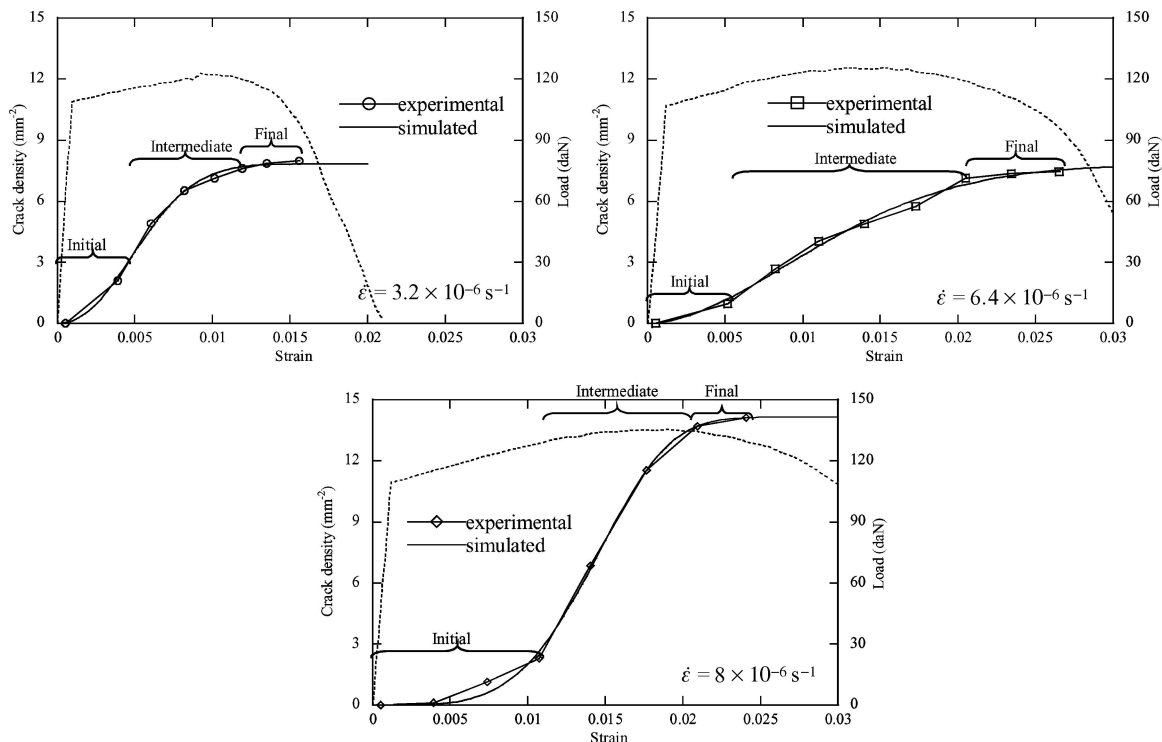 15
12
9
6
3
0
Crack density (mm-2)
150
120
90
60
30
0
Load (daN)
experimental
simulated
Initial
Intermediate
Final
ε̇ = 3.2 × 10–6 s–1
0 0.005 0.01 0.015 0.02 0.025 0.03
Strain
15
12
9
6
3
0
Crack density (mm-2)
150
120
90
60
30
0
Load (daN)
experimental
simulated
Intermediate
Final
Initial
ε̇ = 6.4 × 10–6 s–1
0 0.005 0.01 0.015 0.02 0.025 0.03
Strain
15
12
9
6
3
0
Crack density (mm-2)
150
120
90
60
30
0
Load (daN)
Intermediate
Final
experimental
simulated
Initial
ε̇ = 8 × 10–6 s–1
0 0.005 0.01 0.015 0.02 0.025 0.03
Strain